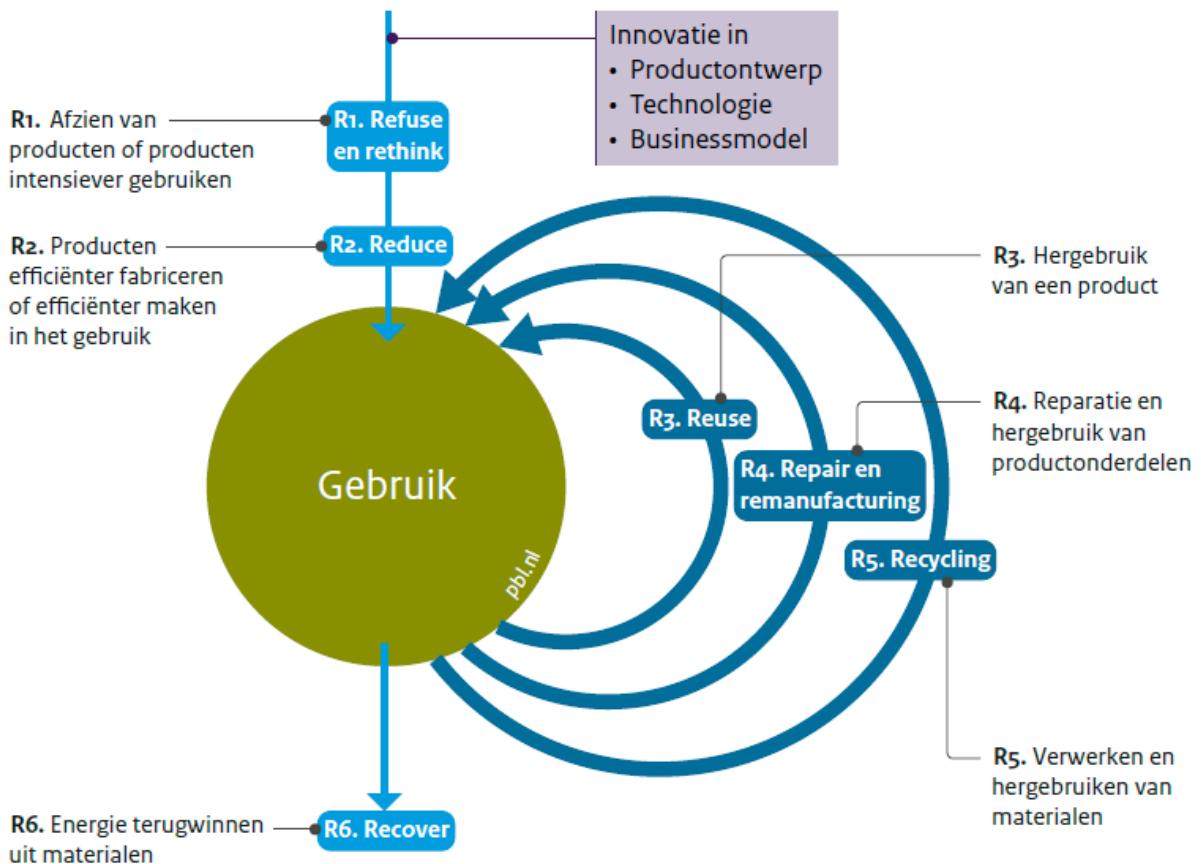 Innovatie in
• Productontwerp
• Technologie
• Businessmodel
R1. Afzien van
producten of producten
intensiever gebruiken
R1. Refuse
en rethink
R2. Producten
efficiënter fabriceren
of efficiënter maken
in het gebruik
R2. Reduce
R3. Hergebruik
van een product
R3. Reuse
R4. Reparatie en
hergebruik van
productonderdelen
R4. Repair en
remanufacturing
Gebruik
pbl.nl
R5. Recycling
R5. Verwerken en
hergebruiken van
materialen
R6. Energie terugwinnen
uit materialen
R6. Recover